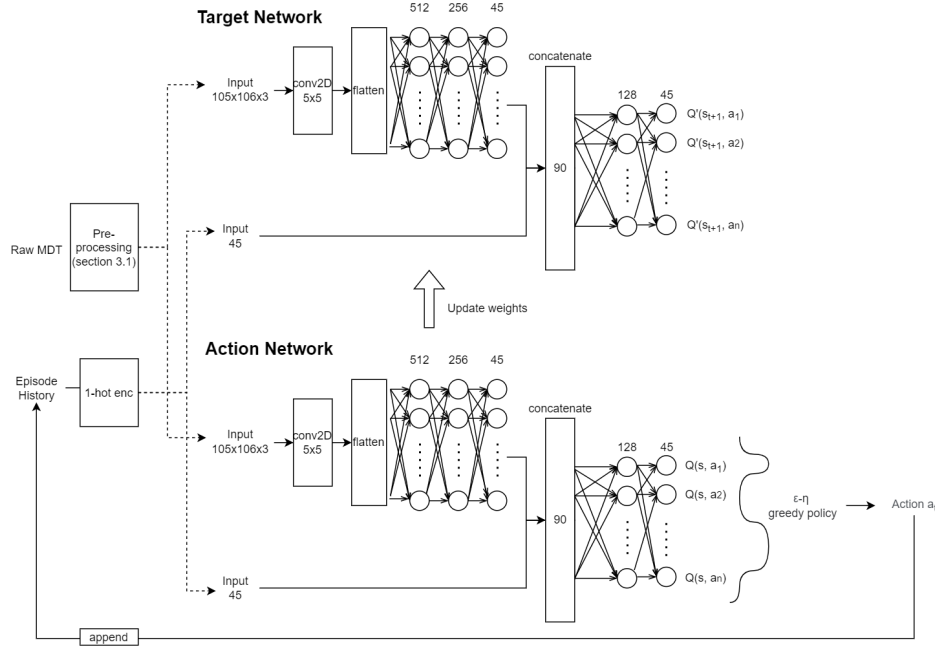 Target Network
512 256 45
Input
105x106x3
conv2D
5x5
flatten
concatenate
90
128 45
Q'(st+1, a1)
Q'(st+1, a2)
Q'(st+1, an)
Raw MDT
Pre-
processing
(section 3.1)
Input
45
Update weights
Action Network
512 256 45
Episode
History
1-hot enc
Input
105x106x3
conv2D
5x5
flatten
concatenate
90
128 45
Q(s, a1)
Q(s, a2)
Q(s, an)
ε-η
greedy policy
Action a
Input
45
append